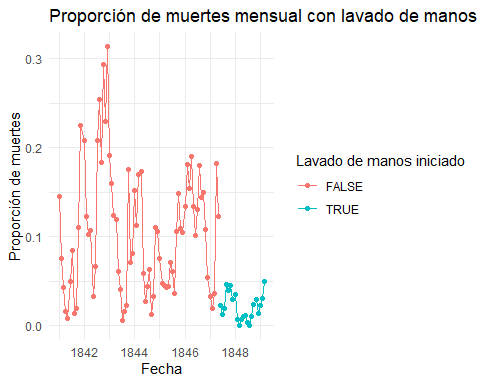 Proporción de muertes mensual con lavado de manos
Proporción de muertes
0.3
0.2
0.1
0.0
1842
1844
1846
1848
Fecha
Lavado de manos iniciado
FALSE
TRUE